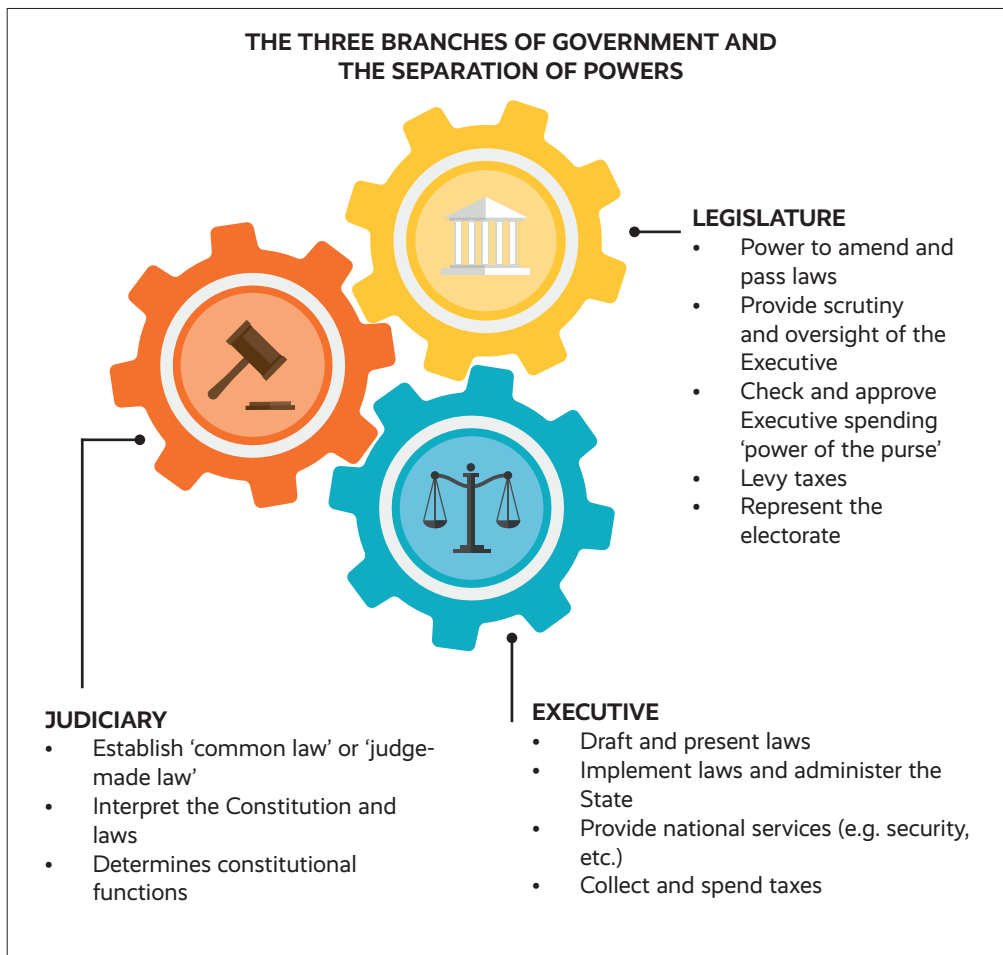 THE THREE BRANCHES OF GOVERNMENT AND
THE SEPARATION OF POWERS
LEGISLATURE
• Power to amend and
pass laws
• Provide scrutiny
and oversight of the
Executive
• Check and approve
Executive spending
‘power of the purse’
• Levy taxes
• Represent the
electorate
JUDICIARY
• Establish ‘common law’ or ‘judge-
made law’
• Interpret the Constitution and
laws
• Determines constitutional
functions
EXECUTIVE
• Draft and present laws
• Implement laws and administer the
State
• Provide national services (e.g. security,
etc.)
• Collect and spend taxes